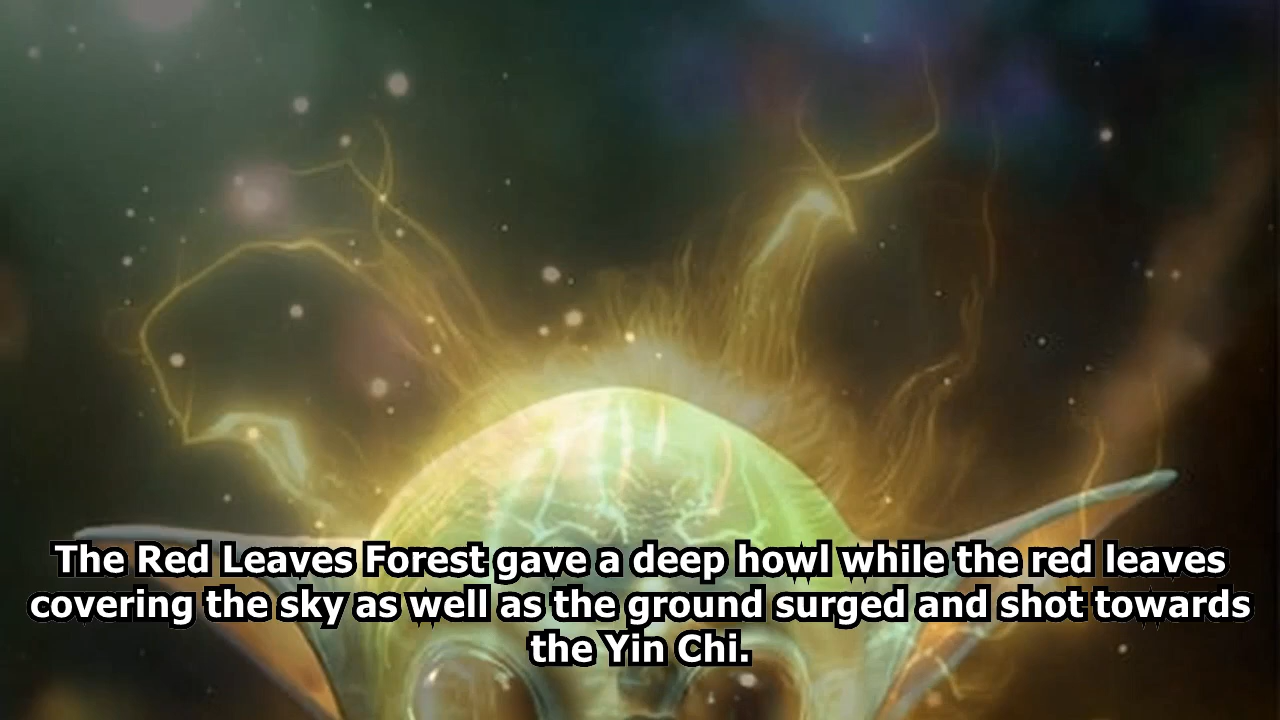 The Red Leaves Forest gave a deep howl while the red leaves
covering the sky as well as the ground surged and shot towards
the Yin Chi.